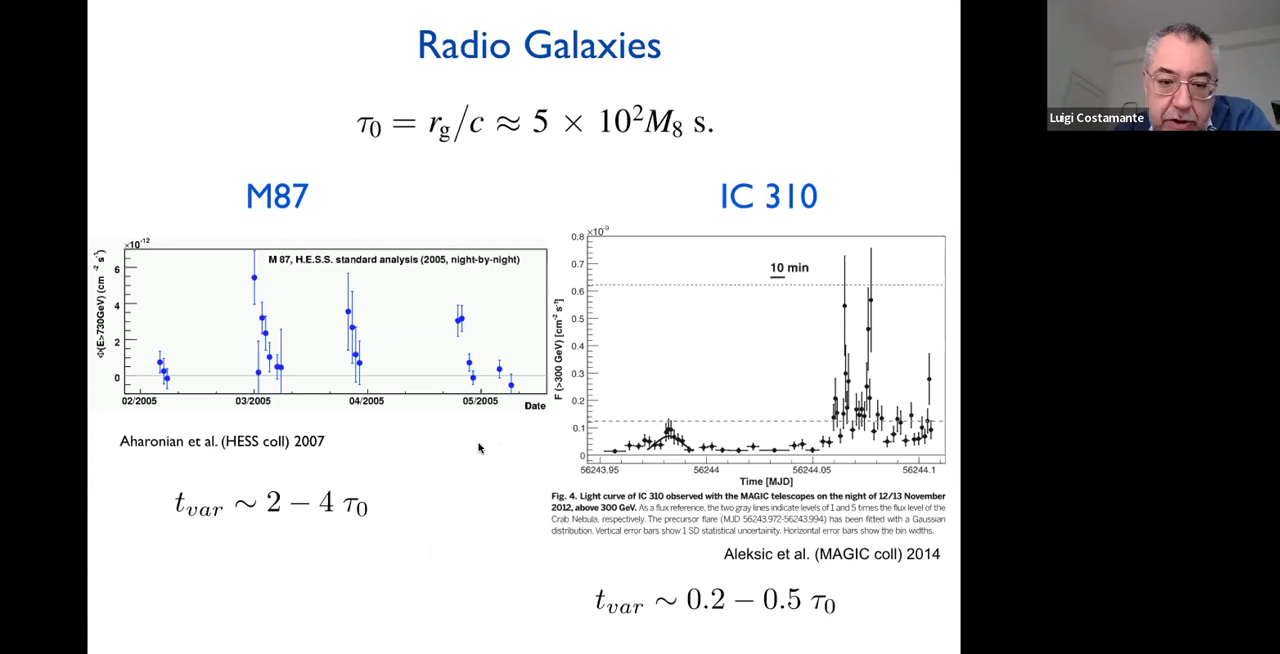 Radio Galaxies
τ₀ = r_g/c ≈ 5 × 10² M₈ s.
M87
IC 310
×10⁻¹²
M 87, H.E.S.S. standard analysis (2005, night-by-night)
Φ(E>730GeV) (cm⁻² s⁻¹)
6
4
2
0
02/2005 03/2005 04/2005 05/2005
Date
Aharonian et al. (HESS coll) 2007
t_var ∼ 2 − 4 τ₀
×10⁻⁹
10 min
F (>300 GeV) [cm⁻² s⁻¹]
0.8
0.7
0.6
0.5
0.4
0.3
0.2
0.1
0
56243.95 56244 56244.05 56244.1
Time [MJD]
Fig. 4. Light curve of IC 310 observed with the MAGIC telescopes on the night of 12/13 November
2012, above 300 GeV. As a flux reference, the two gray lines indicate levels of 1 and 5 times the flux level of the
Crab Nebula, respectively. The precursor flare (MJD 56243.972-56243.994) has been fitted with a Gaussian
distribution. Vertical error bars show 1 SD statistical uncertainity. Horizontal error bars show the bin widths.
Aleksic et al. (MAGIC coll) 2014
t_var ∼ 0.2 − 0.5 τ₀
Luigi Costamante